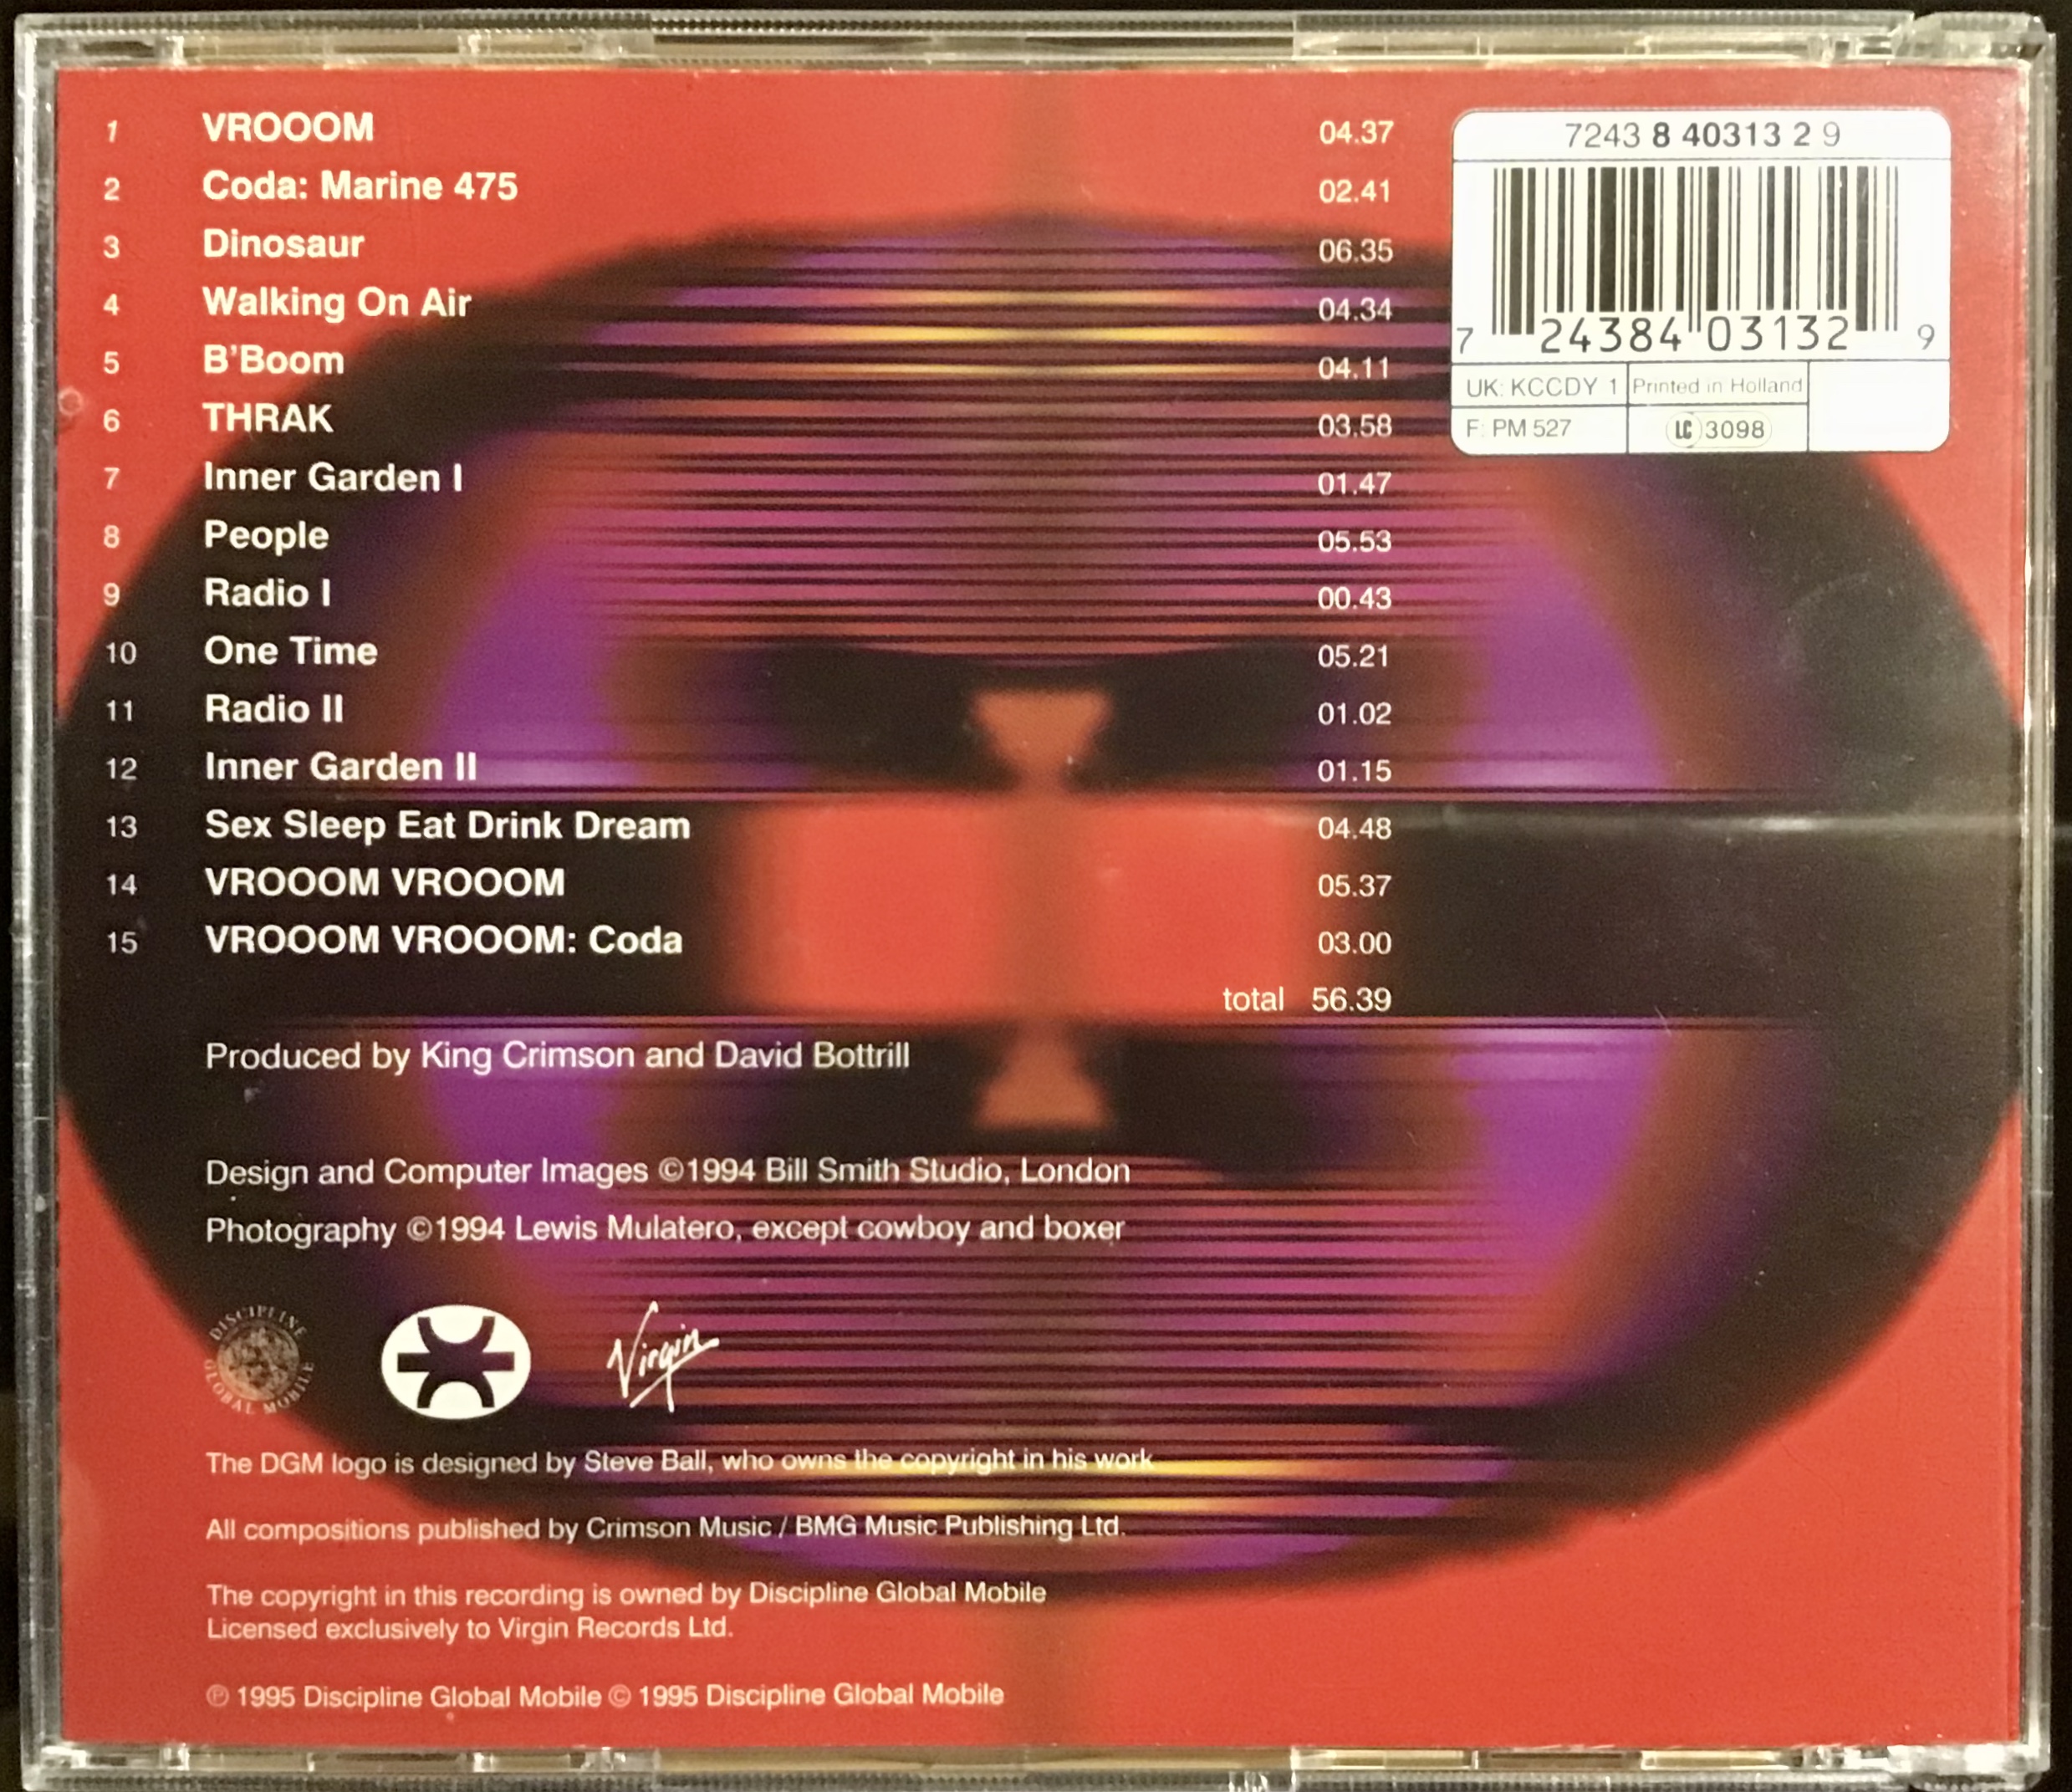 1 VROOOM 04.37
2 Coda: Marine 475 02.41
3 Dinosaur 06.35
4 Walking On Air 04.34
5 B'Boom 04.11
6 THRAK 03.58
7 Inner Garden I 01.47
8 People 05.53
9 Radio I 00.43
10 One Time 05.21
11 Radio II 01.02
12 Inner Garden II 01.15
13 Sex Sleep Eat Drink Dream 04.48
14 VROOOM VROOOM 05.37
15 VROOOM VROOOM: Coda 03.00
total 56.39
7243 8 40313 2 9
7 24384 03132 9
UK: KCCDY 1 Printed in Holland
F: PM 527 LC 3098
Produced by King Crimson and David Bottrill
Design and Computer Images ©1994 Bill Smith Studio, London
Photography ©1994 Lewis Mulatero, except cowboy and boxer
DISCIPLINE GLOBAL MOBILE
Virgin
The DGM logo is designed by Steve Ball, who owns the copyright in his work
All compositions published by Crimson Music / BMG Music Publishing Ltd.
The copyright in this recording is owned by Discipline Global Mobile
Licensed exclusively to Virgin Records Ltd.
℗ 1995 Discipline Global Mobile © 1995 Discipline Global Mobile